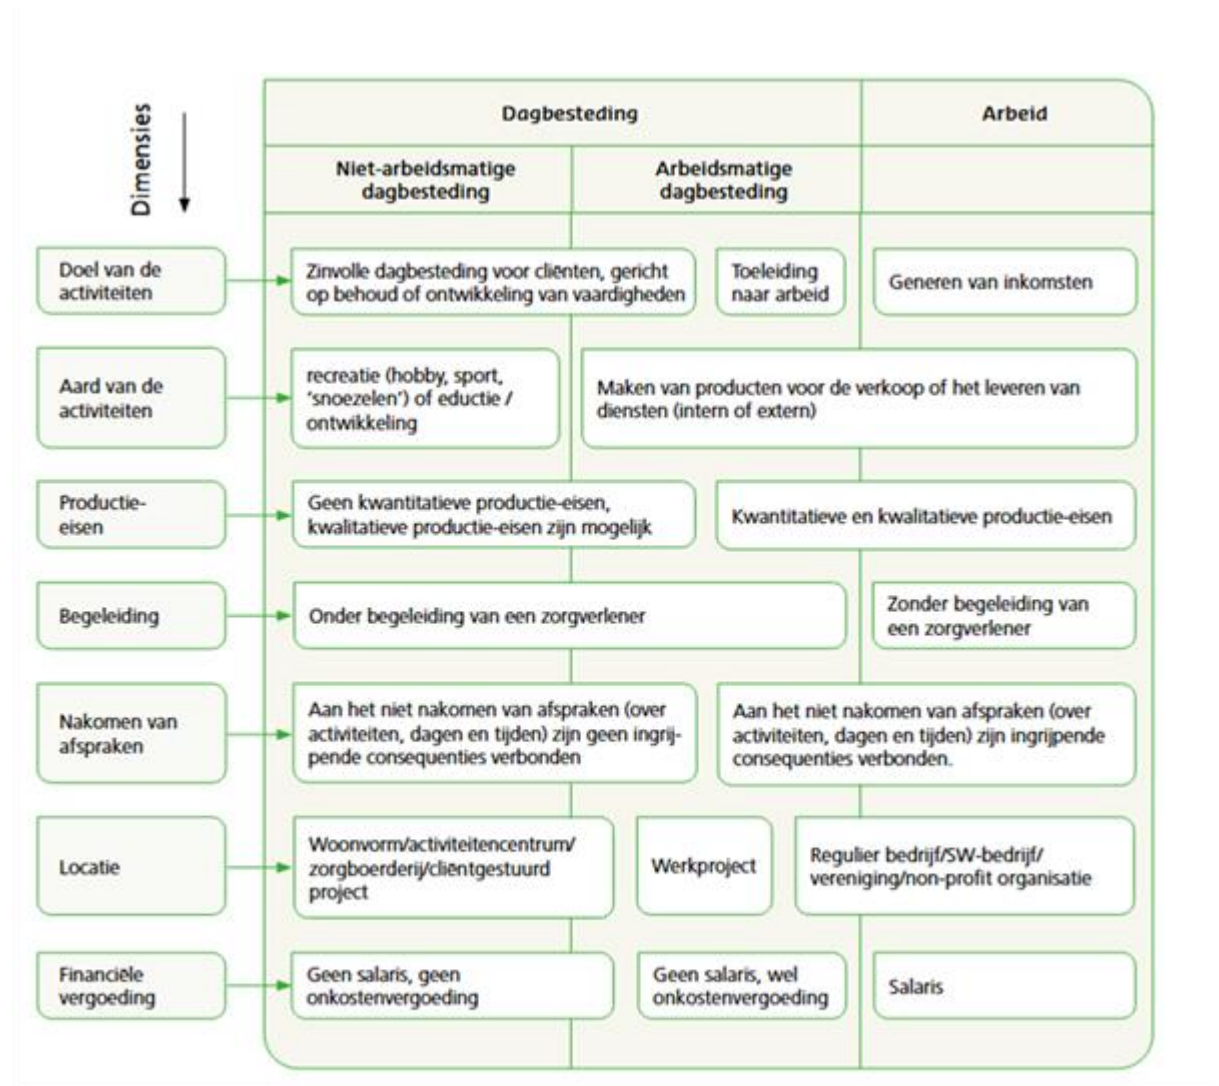 Dimensies
Dagbesteding
Arbeid
Niet-arbeidsmatige
dagbesteding
Arbeidsmatige
dagbesteding
Doel van de
activiteiten
Zinvolle dagbesteding voor cliënten, gericht
op behoud of ontwikkeling van vaardigheden
Toeleiding
naar arbeid
Generen van inkomsten
Aard van de
activiteiten
recreatie (hobby, sport,
‘snoezelen’) of eductie /
ontwikkeling
Maken van producten voor de verkoop of het leveren van
diensten (intern of extern)
Productie-
eisen
Geen kwantitatieve productie-eisen,
kwalitatieve productie-eisen zijn mogelijk
Kwantitatieve en kwalitatieve productie-eisen
Begeleiding
Onder begeleiding van een zorgverlener
Zonder begeleiding van
een zorgverlener
Nakomen van
afspraken
Aan het niet nakomen van afspraken (over
activiteiten, dagen en tijden) zijn geen ingrij-
pende consequenties verbonden
Aan het niet nakomen van afspraken (over
activiteiten, dagen en tijden) zijn ingrijpende
consequenties verbonden.
Locatie
Woonvorm/activiteitencentrum/
zorgboerderij/cliëntgestuurd
project
Werkproject
Regulier bedrijf/SW-bedrijf/
vereniging/non-profit organisatie
Financiële
vergoeding
Geen salaris, geen
onkostenvergoeding
Geen salaris, wel
onkostenvergoeding
Salaris